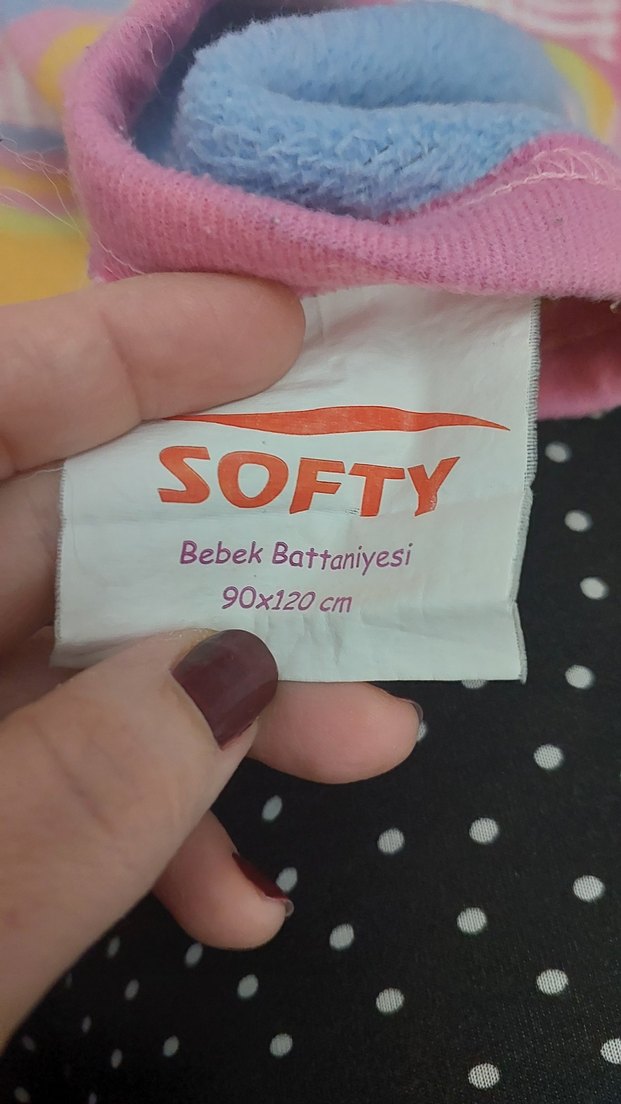 SOFTY
Bebek Battaniyesi
90x120 cm